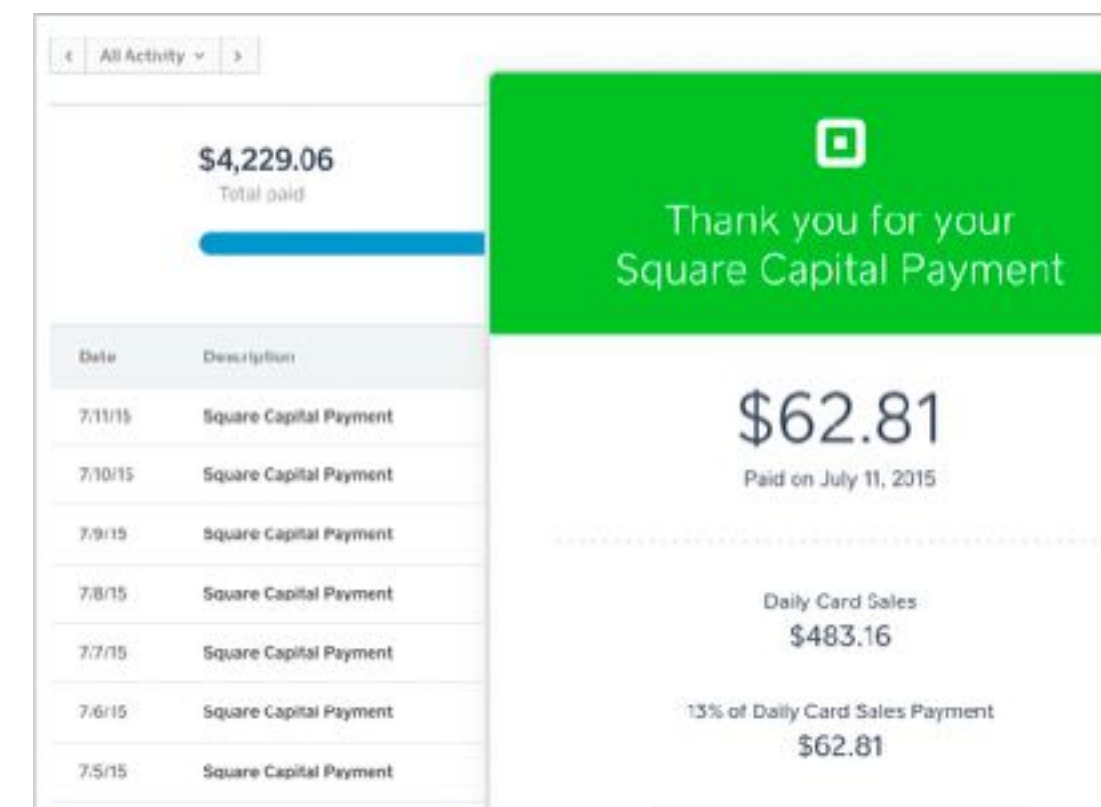 All Activity
$4,229.06
Total paid
Date Description
7/11/15 Square Capital Payment
7/10/15 Square Capital Payment
7/9/15 Square Capital Payment
7/8/15 Square Capital Payment
7/7/15 Square Capital Payment
7/6/15 Square Capital Payment
7/5/15 Square Capital Payment
Thank you for your
Square Capital Payment
$62.81
Paid on July 11, 2015
Daily Card Sales
$483.16
13% of Daily Card Sales Payment
$62.81